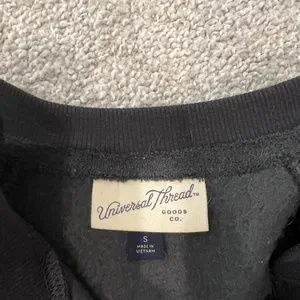 Universal Thread™
GOODS
CO.
S
MADE IN
VIETNAM